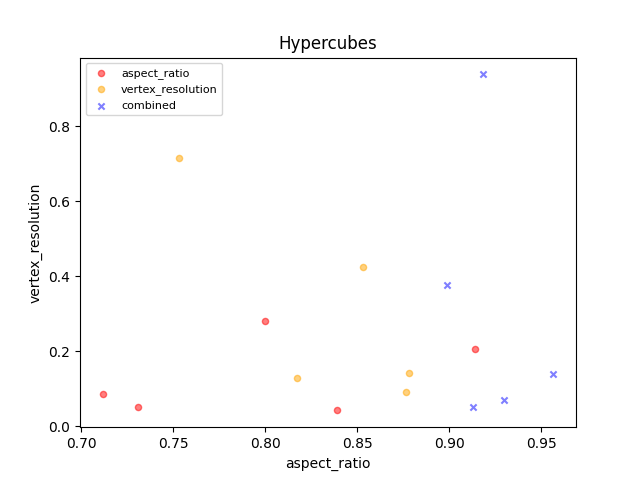 Hypercubes
aspect_ratio
vertex_resolution
combined
vertex_resolution
0.8
0.6
0.4
0.2
0.0
0.70 0.75 0.80 0.85 0.90 0.95
aspect_ratio